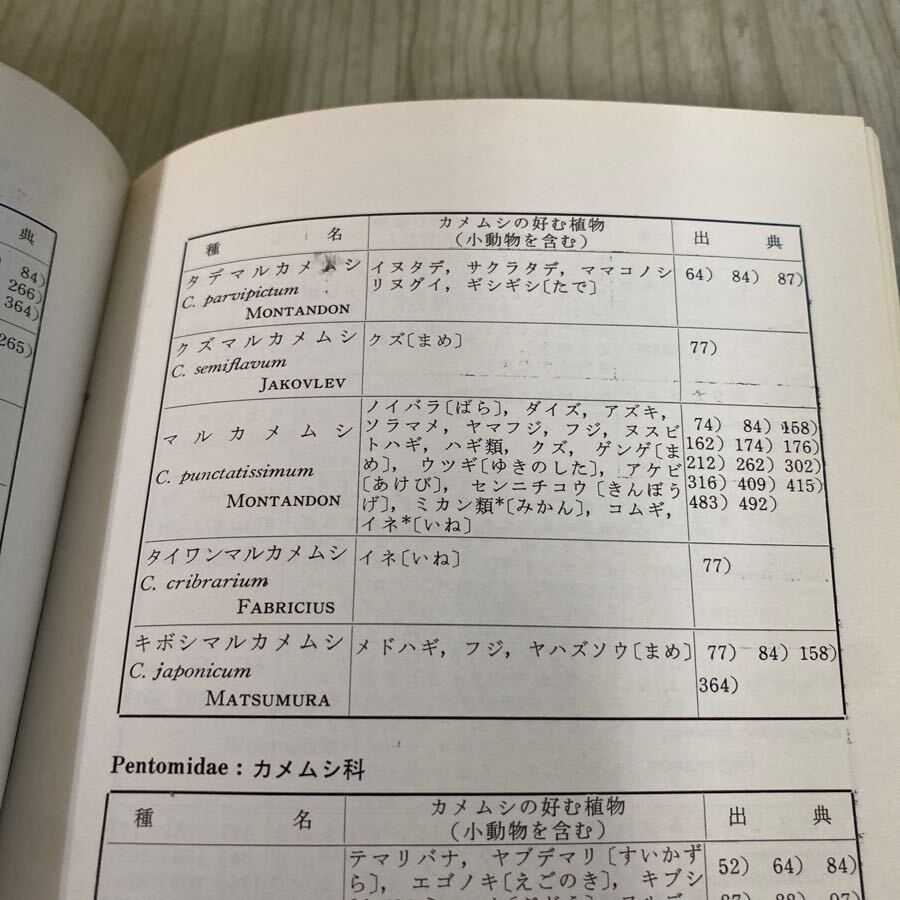 典
84)
266)
364)
265)
種 名
カメムシの好む植物
(小動物を含む)
出 典
タデマルカメムシ
C. parvipictum
MONTANDON
イヌタデ, サクラタデ, ママコノシ
リヌグイ, ギシギシ〔たで〕
64) 84) 87)
クズマルカメムシ
C. semiflavum
JAKOVLEV
クズ〔まめ〕
77)
マルカメムシ
C. punctatissimum
MONTANDON
ノイバラ〔ばら〕, ダイズ, アズキ,
ソラマメ, ヤマフジ, フジ, ヌスビ
トハギ, ハギ類, クズ, ゲンゲ〔ま
め〕, ウツギ〔ゆきのした〕, アケビ
〔あけび〕, センニチコウ〔きんぽう
げ〕, ミカン類*〔みかん〕, コムギ,
イネ*〔いね〕
74) 84) 158)
162) 174) 176)
212) 262) 302)
316) 409) 415)
483) 492)
タイワンマルカメムシ
C. cribrarium
FABRICIUS
イネ〔いね〕
77)
キボシマルカメムシ
C. japonicum
MATSUMURA
メドハギ, フジ, ヤハズソウ〔まめ〕
77) 84) 158)
364)
Pentomidae : カメムシ科
種 名
カメムシの好む植物
(小動物を含む)
出 典
テマリバナ, ヤブデマリ〔すいかず
ら〕, エゴノキ〔えごのき〕, キブシ
52) 64) 84)
87) 88) 97)